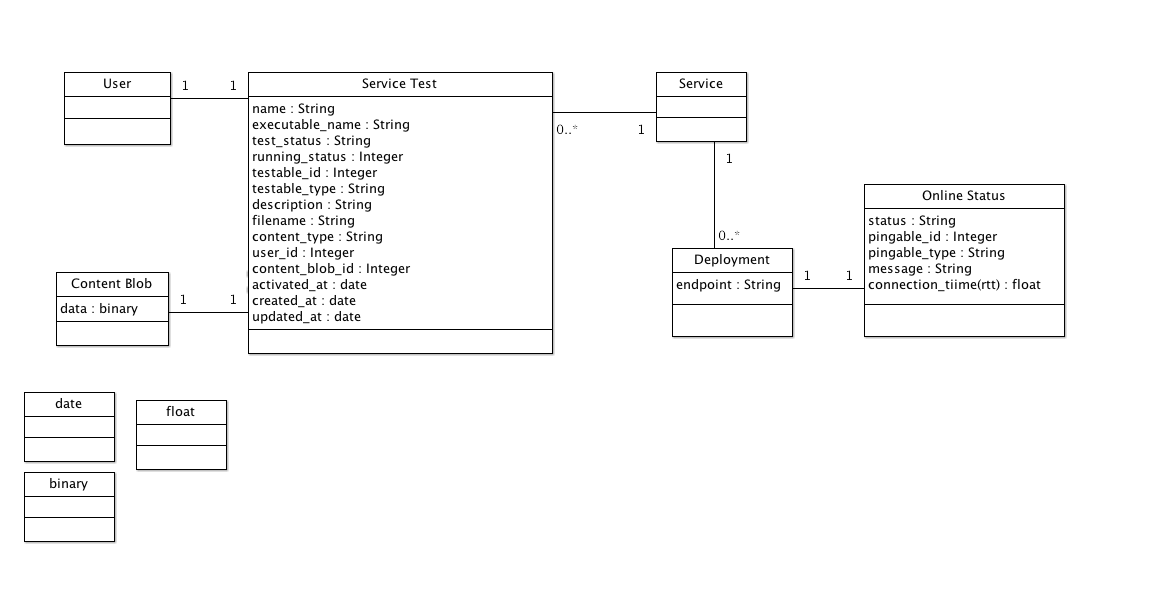 User
1
1
Service Test
name : String
executable_name : String
test_status : String
running_status : Integer
testable_id : Integer
testable_type : String
description : String
filename : String
content_type : String
user_id : Integer
content_blob_id : Integer
activated_at : date
created_at : date
updated_at : date
0..*
1
Service
1
0..*
Deployment
endpoint : String
1
1
Online Status
status : String
pingable_id : Integer
pingable_type : String
message : String
connection_tiime(rtt) : float
Content Blob
data : binary
1
1
date
float
binary